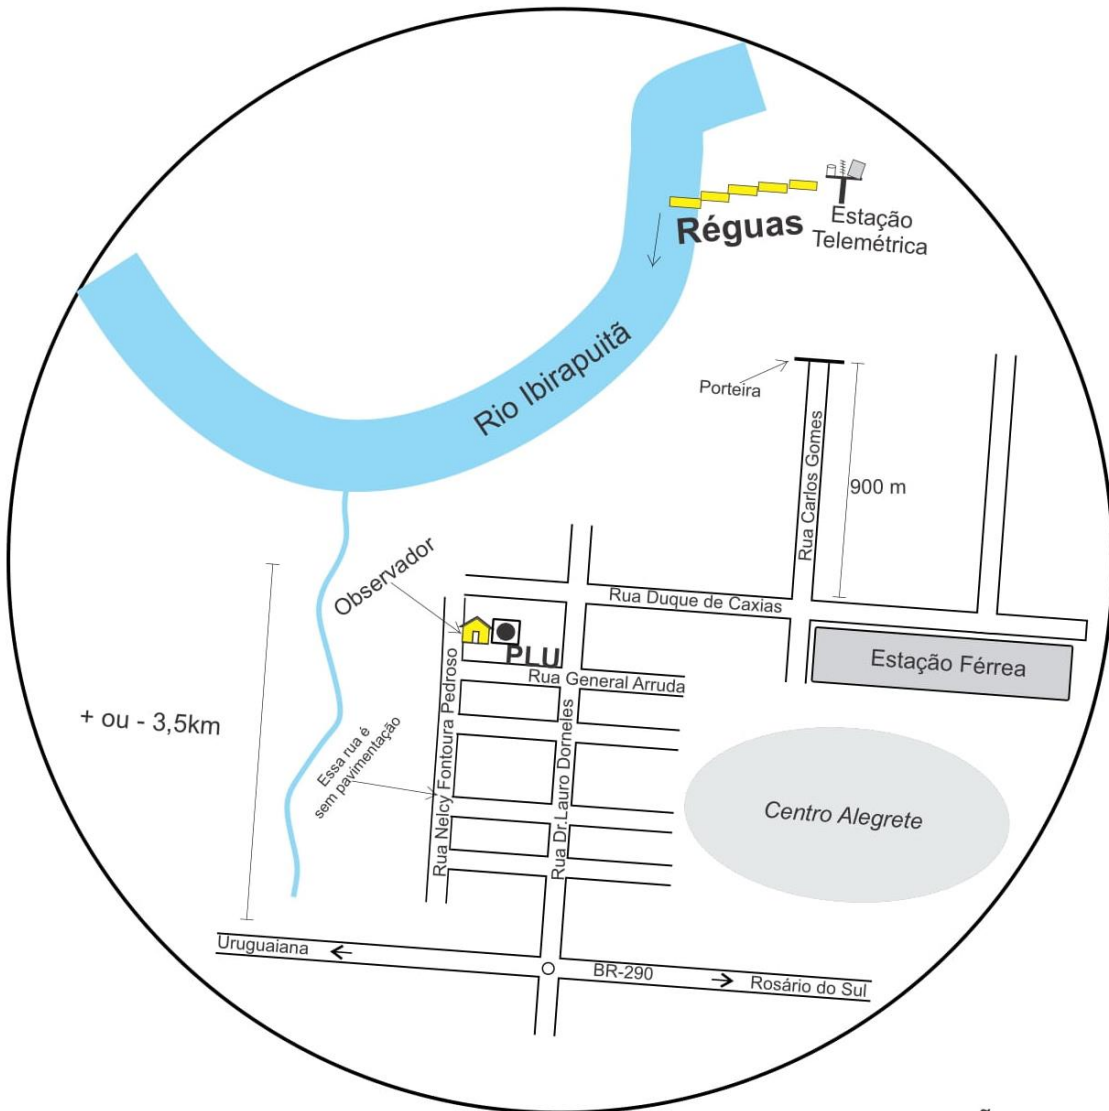 Réguas
Estação
Telemétrica
Rio Ibirapuitã
Porteira
Rua Carlos Gomes
900 m
Observador
Rua Duque de Caxias
PLU
Estação Férrea
Rua General Arruda
Rua Nelcy Fontoura Pedroso
Rua Dr.Lauro Dorneles
+ ou - 3,5km
Essa rua é
sem pavimentação
Centro Alegrete
Uruguaiana
BR-290
Rosário do Sul